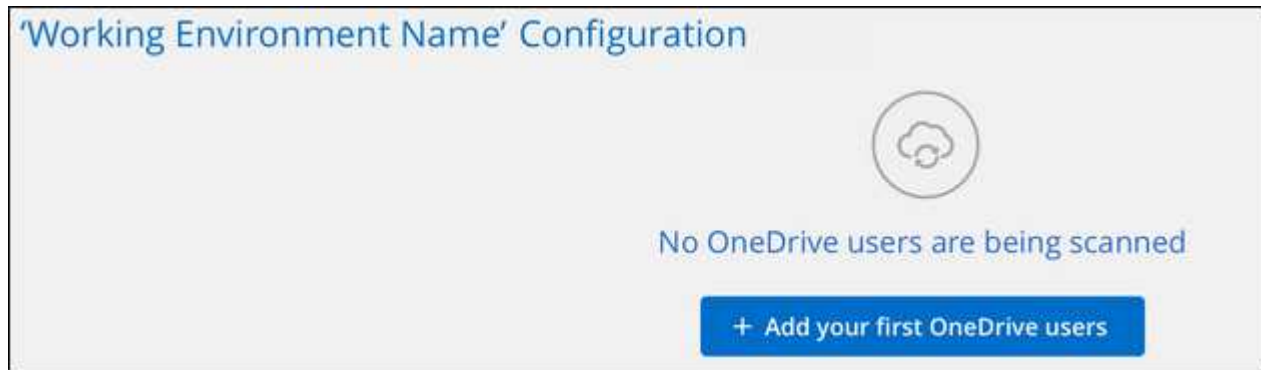 ‘Working Environment Name’ Configuration
No OneDrive users are being scanned
+ Add your first OneDrive users